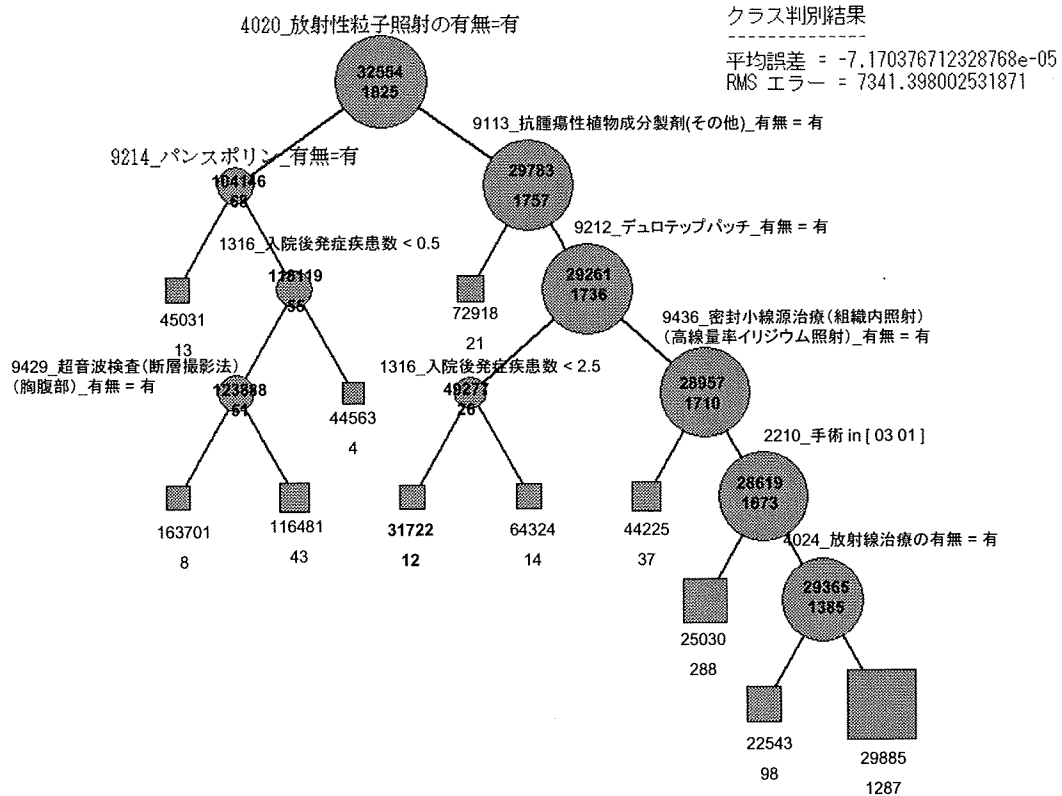 4020_放射性粒子照射の有無=有
クラス判別結果
--------------
平均誤差 = -7.170376712328768e-05
RMS エラー = 7341.398002531871
32564
1825
9113_抗腫瘍性植物成分製剤(その他)_有無 = 有
9214_パンスポリン_有無=有
104146
68
29783
1757
9212_デュロテップパッチ_有無 = 有
1316_入院後発症疾患数 < 0.5
118119
55
29261
1736
45031
13
72918
21
9436_密封小線源治療(組織内照射)
(高線量率イリジウム照射)_有無 = 有
9429_超音波検査(断層撮影法)
(胸腹部)_有無 = 有
1316_入院後発症疾患数 < 2.5
123888
51
44563
4
49277
26
28957
1710
2210_手術 in [ 03 01 ]
163701
8
116481
43
31722
12
64324
14
44225
37
28619
1673
4024_放射線治療の有無 = 有
25030
288
29365
1385
22543
98
29885
1287